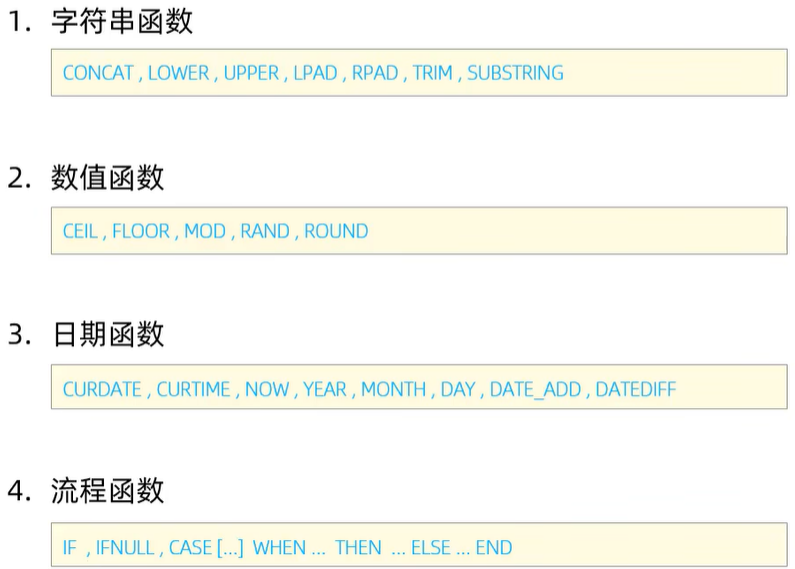 1. 字符串函数
CONCAT , LOWER , UPPER , LPAD , RPAD , TRIM , SUBSTRING
2. 数值函数
CEIL , FLOOR , MOD , RAND , ROUND
3. 日期函数
CURDATE , CURTIME , NOW , YEAR , MONTH , DAY , DATE_ADD , DATEDIFF
4. 流程函数
IF , IFNULL , CASE [...] WHEN ... THEN ... ELSE ... END